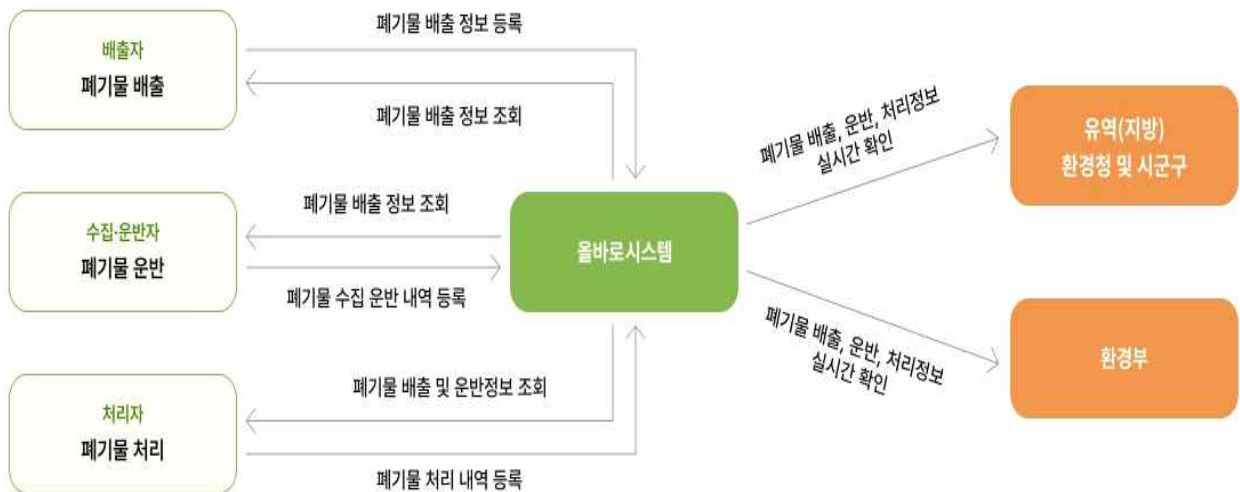 배출자
폐기물 배출
폐기물 배출 정보 등록
폐기물 배출 정보 조회
수집·운반자
폐기물 운반
폐기물 배출 정보 조회
폐기물 수집 운반 내역 등록
처리자
폐기물 처리
폐기물 배출 및 운반정보 조회
폐기물 처리 내역 등록
올바로시스템
폐기물 배출, 운반, 처리정보
실시간 확인
유역(지방)
환경청 및 시군구
폐기물 배출, 운반, 처리정보
실시간 확인
환경부